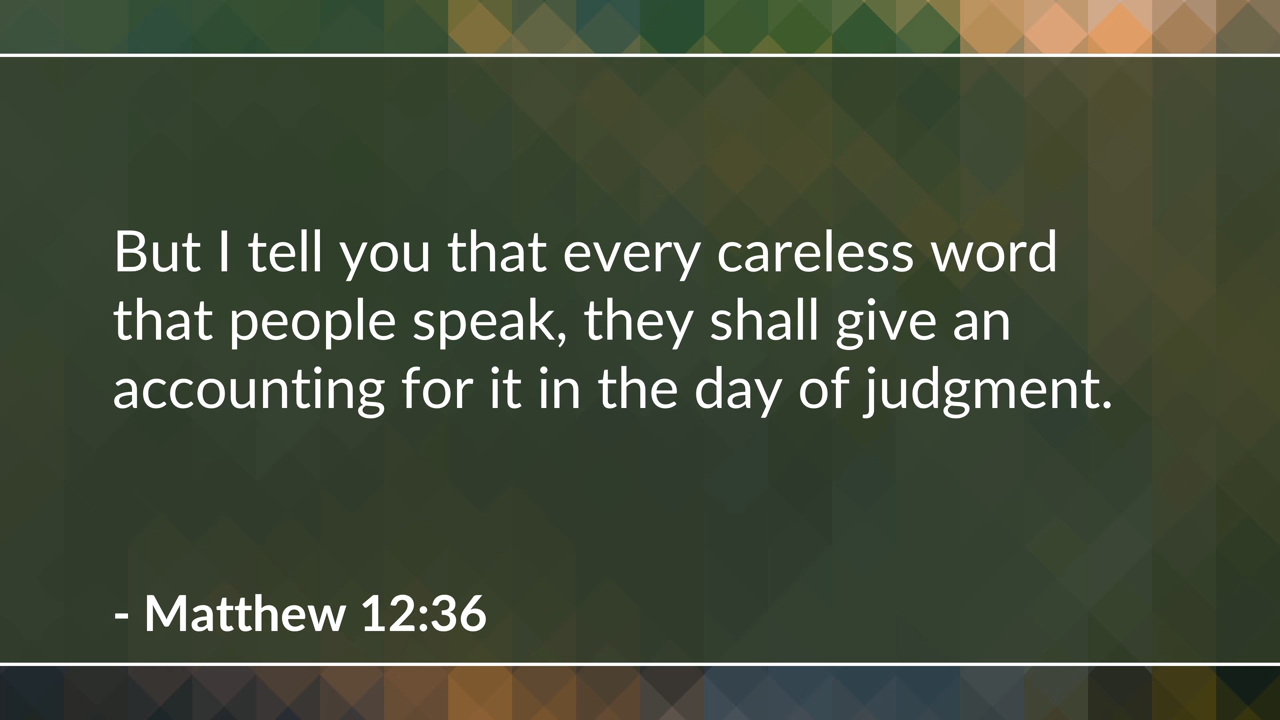 But I tell you that every careless word
that people speak, they shall give an
accounting for it in the day of judgment.
- Matthew 12:36